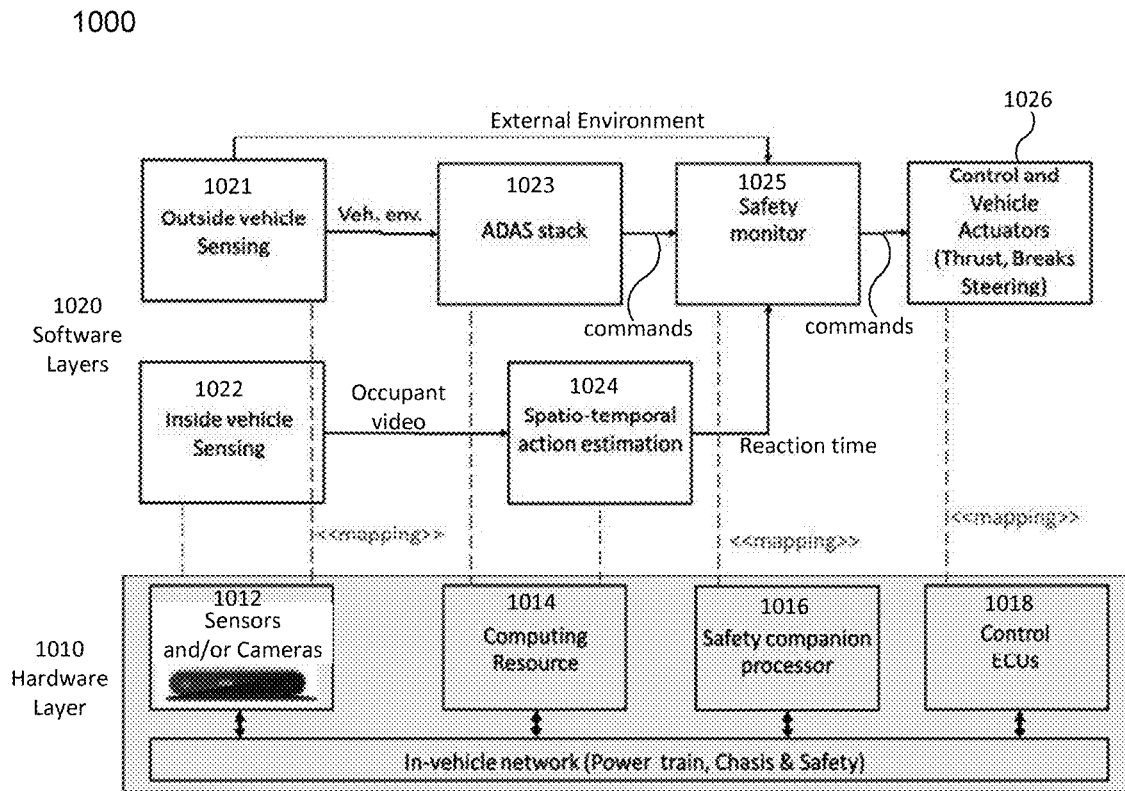 1000
External Environment
1026
1021
Outside vehicle
Sensing
Veh. env.
1023
ADAS stack
1025
Safety
monitor
Control and
Vehicle
Actuators
(Thrust, Breaks
Steering)
commands
commands
1020
Software
Layers
1022
Inside vehicle
Sensing
Occupant
video
1024
Spatio-temporal
action estimation
Reaction time
<<mapping>>
<<mapping>>
<<mapping>>
1010
Hardware
Layer
1012
Sensors
and/or Cameras
1014
Computing
Resource
1016
Safety companion
processor
1018
Control
ECUs
In-vehicle network (Power train, Chasis & Safety)